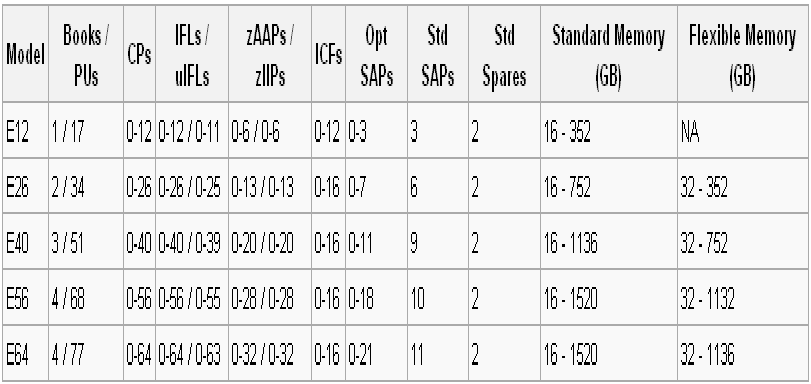 Model Books / PUs CPs IFLs / uIFLs zAAPs / zIIPs ICFs Opt SAPs Std SAPs Std Spares Standard Memory (GB) Flexible Memory (GB)
E12 1 / 17 0-12 0-12 / 0-11 0-6 / 0-6 0-12 0-3 3 2 16 - 352 NA
E26 2 / 34 0-26 0-26 / 0-25 0-13 / 0-13 0-16 0-7 6 2 16 - 752 32 - 352
E40 3 / 51 0-40 0-40 / 0-39 0-20 / 0-20 0-16 0-11 9 2 16 - 1136 32 - 752
E56 4 / 68 0-56 0-56 / 0-55 0-28 / 0-28 0-16 0-18 10 2 16 - 1520 32 - 1132
E64 4 / 77 0-64 0-64 / 0-63 0-32 / 0-32 0-16 0-21 11 2 16 - 1520 32 - 1136